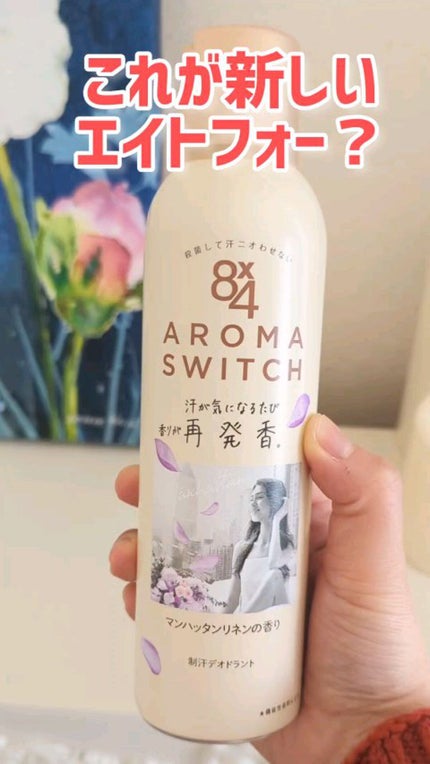 これが新しい
エイトフォー？
殺菌して汗ニオわせない
8x4
AROMA
SWITCH
汗が気になるたび
香りが再発香。
マンハッタンリネンの香り
制汗デオドラント